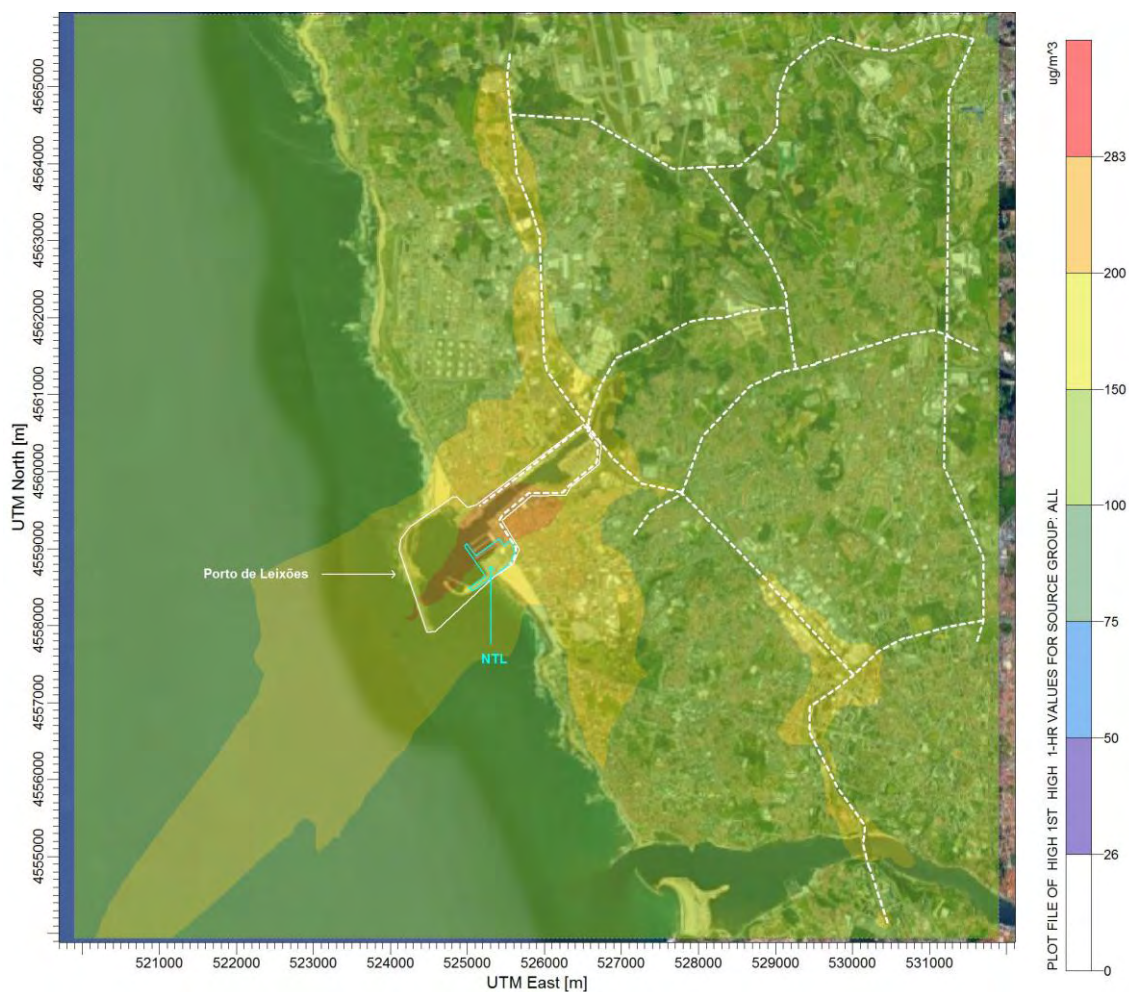 UTM North [m]
4565000
4564000
4563000
4562000
4561000
4560000
4559000
4558000
4557000
4556000
4555000
Porto de Leixões
NTL
521000 522000 523000 524000 525000 526000 527000 528000 529000 530000 531000
UTM East [m]
ug/m^3
283
200
150
100
75
50
26
0
PLOT FILE OF HIGH 1ST HIGH 1-HR VALUES FOR SOURCE GROUP: ALL